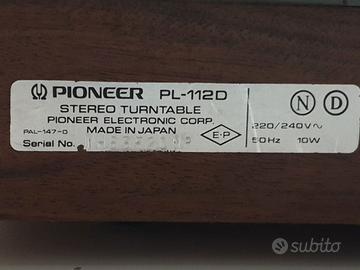 PIONEER PL-112D
STEREO TURNTABLE
PIONEER ELECTRONIC CORP.
PAL-147-0 MADE IN JAPAN
Serial No.
N D
E-P
220/240V~
50Hz 10W
subito